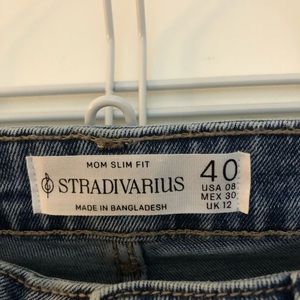 MOM SLIM FIT
STRADIVARIUS
MADE IN BANGLADESH
40
USA 08
MEX 30
UK 12